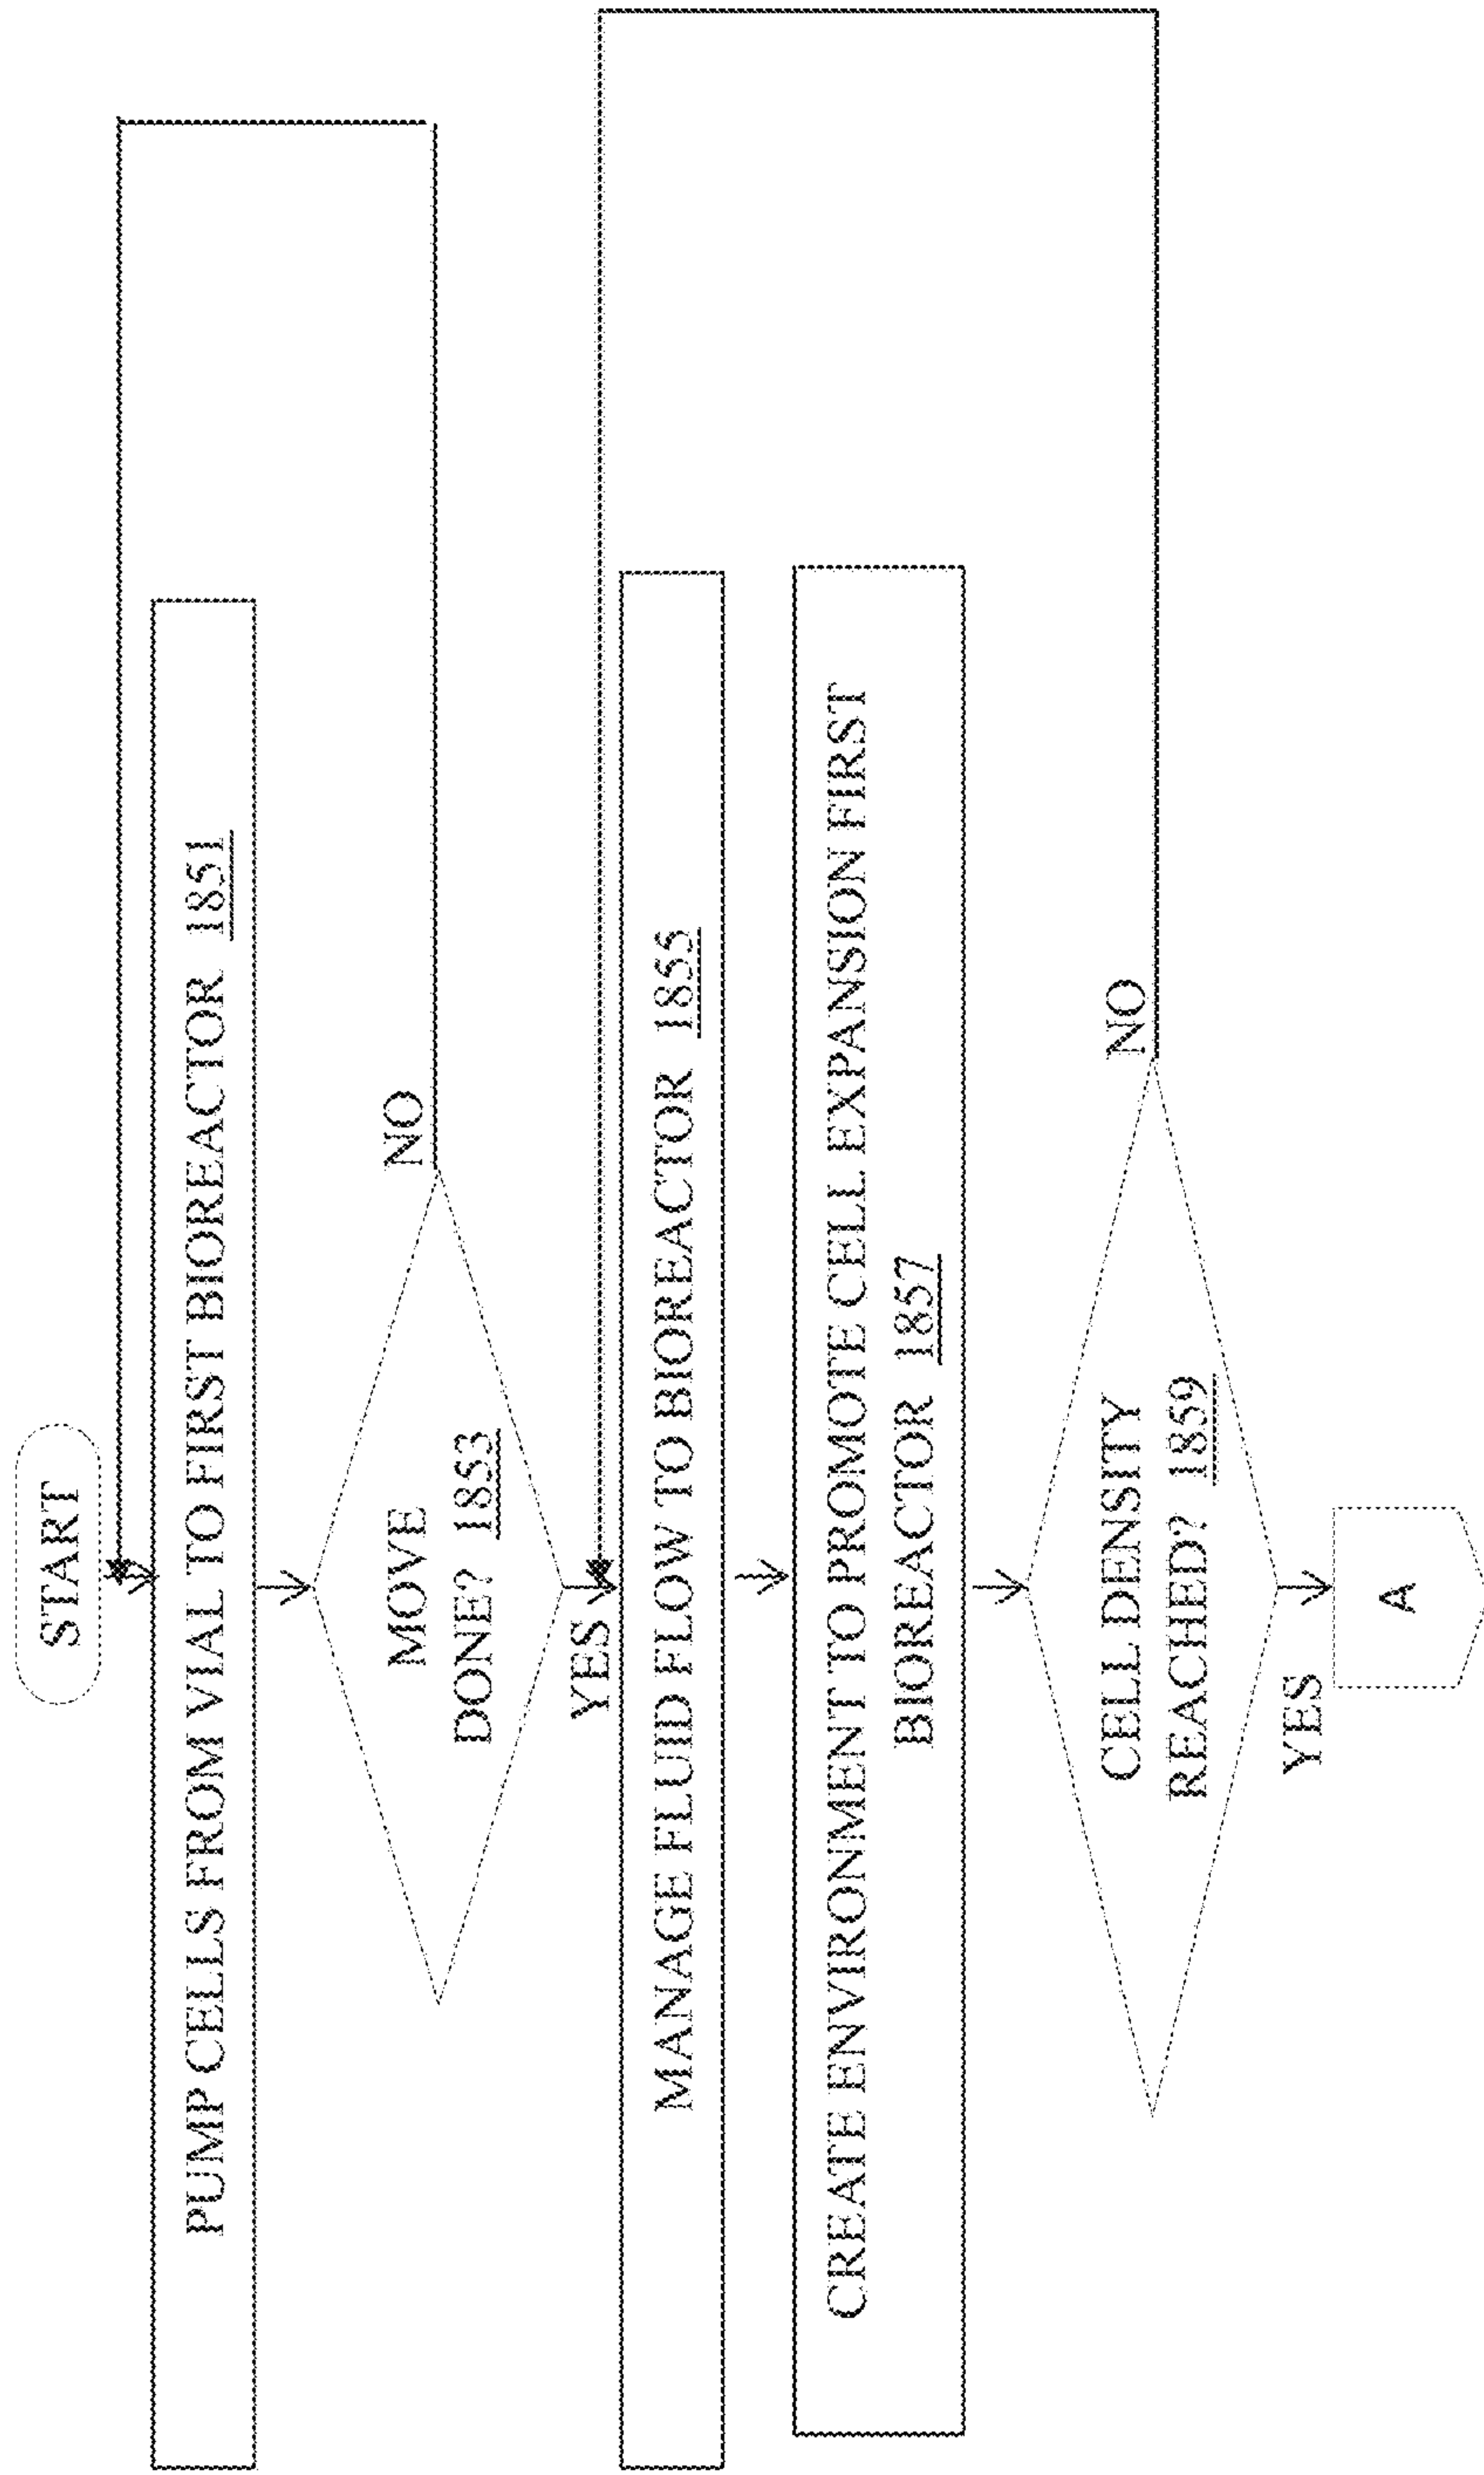 START
PUMP CELLS FROM VIAL TO FIRST BIOREACTOR 1851
MOVE
DONE? 1853
NO
YES
MANAGE FLUID FLOW TO BIOREACTOR 1855
CREATE ENVIRONMENT TO PROMOTE CELL EXPANSION FIRST
BIOREACTOR 1857
CELL DENSITY
REACHED? 1859
NO
YES
A